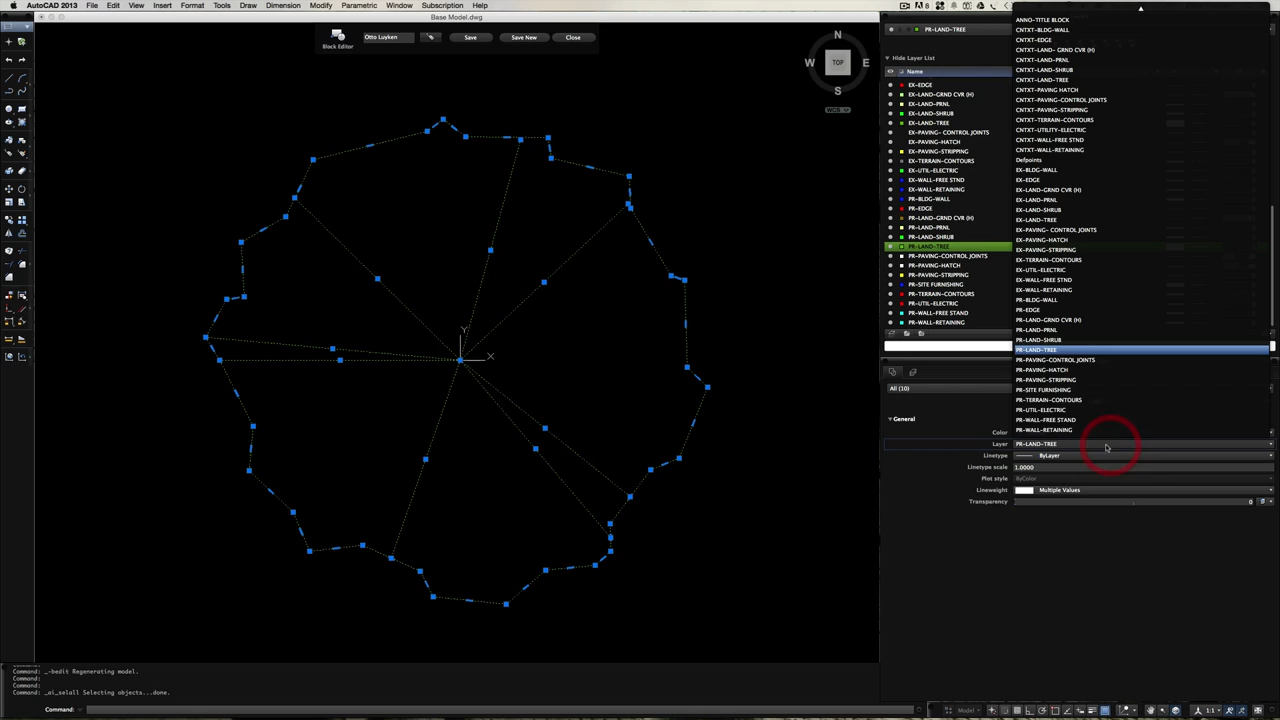 AutoCAD 2013 File Edit View Insert Format Tools Draw Dimension Modify Parametric Window Express Help
Base Model.dwg
Block Editor
Otto Luyken
Save
Save New
Close
N
W TOP E
S
WCS
X
Y
Command: _-bedit Regenerating model.
Command:
Command:
Command: _ai_selall Selecting objects...done.
Command:
PR-LAND-TREE
Hide Layer List
Name
EX-EDGE
EX-LAND-GRND CVR (H)
EX-LAND-PRNL
EX-LAND-SHRUB
EX-LAND-TREE
EX-PAVING- CONTROL JOINTS
EX-PAVING-HATCH
EX-PAVING-STRIPPING
EX-TERRAIN-CONTOURS
EX-UTIL-ELECTRIC
EX-WALL-FREE STND
EX-WALL-RETAINING
PR-BLDG-WALL
PR-EDGE
PR-LAND-GRND CVR (H)
PR-LAND-PRNL
PR-LAND-SHRUB
PR-LAND-TREE
PR-PAVING-CONTROL JOINTS
PR-PAVING-HATCH
PR-PAVING-STRIPPING
PR-SITE FURNISHING
PR-TERRAIN-CONTOURS
PR-UTIL-ELECTRIC
PR-WALL-FREE STAND
PR-WALL-RETAINING
All (10)
General
Color
Layer PR-LAND-TREE
Linetype ByLayer
Linetype scale 1.0000
Plot style ByColor
Lineweight Multiple Values
Transparency 0
ANNO-TITLE BLOCK
CNTXT-BLDG-WALL
CNTXT-EDGE
CNTXT-LAND- GRND CVR (H)
CNTXT-LAND-PRNL
CNTXT-LAND-SHRUB
CNTXT-LAND-TREE
CNTXT-PAVING HATCH
CNTXT-PAVING-CONTROL JOINTS
CNTXT-PAVING-STRIPPING
CNTXT-TERRAIN-CONTOURS
CNTXT-UTILITY-ELECTRIC
CNTXT-WALL-FREE STND
CNTXT-WALL-RETAINING
Defpoints
EX-BLDG-WALL
EX-EDGE
EX-LAND-GRND CVR (H)
EX-LAND-PRNL
EX-LAND-SHRUB
EX-LAND-TREE
EX-PAVING- CONTROL JOINTS
EX-PAVING-HATCH
EX-PAVING-STRIPPING
EX-TERRAIN-CONTOURS
EX-UTIL-ELECTRIC
EX-WALL-FREE STND
EX-WALL-RETAINING
PR-BLDG-WALL
PR-EDGE
PR-LAND-GRND CVR (H)
PR-LAND-PRNL
PR-LAND-SHRUB
PR-LAND-TREE
PR-PAVING-CONTROL JOINTS
PR-PAVING-HATCH
PR-PAVING-STRIPPING
PR-SITE FURNISHING
PR-TERRAIN-CONTOURS
PR-UTIL-ELECTRIC
PR-WALL-FREE STAND
PR-WALL-RETAINING
Model
1:1